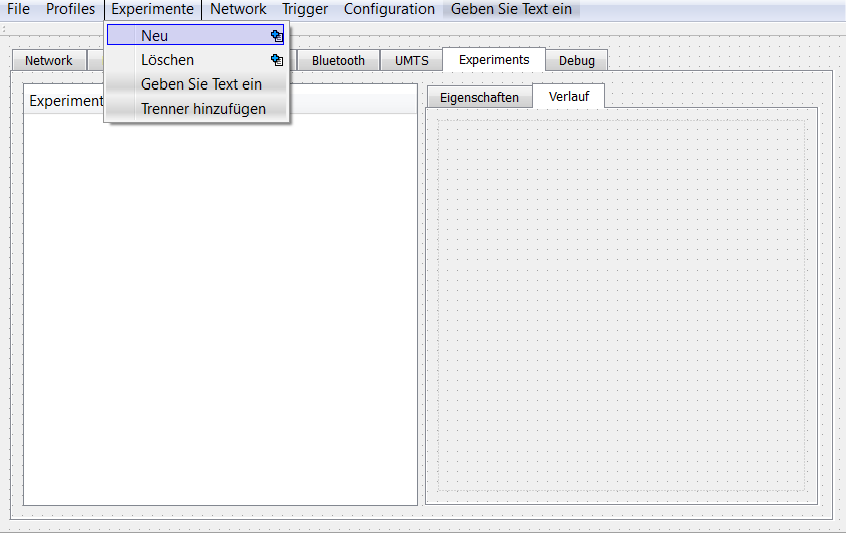 File Profiles Experimente Network Trigger Configuration Geben Sie Text ein
Neu
Löschen
Geben Sie Text ein
Trenner hinzufügen
Network Bluetooth UMTS Experiments Debug
Experiment
Eigenschaften Verlauf